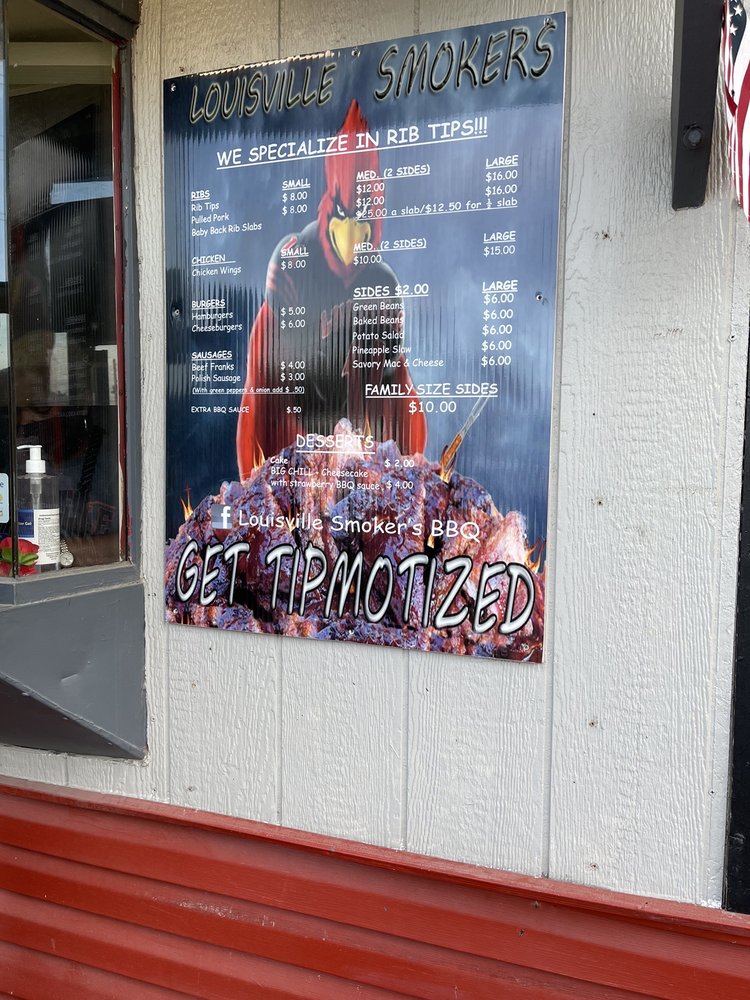 LOUISVILLE SMOKERS
WE SPECIALIZE IN RIB TIPS!!!
RIBS SMALL MED. (2 SIDES) LARGE
Rib Tips $ 8.00 $12.00 $16.00
Pulled Pork $ 8.00 $12.00 $16.00
Baby Back Rib Slabs $25.00 a slab/$12.50 for ½ slab
CHICKEN SMALL MED. (2 SIDES) LARGE
Chicken Wings $ 8.00 $10.00 $15.00
BURGERS
Hamburgers $ 5.00
Cheeseburgers $ 6.00
SAUSAGES
Beef Franks $ 4.00
Polish Sausage $ 3.00
(With green peppers & onion add $ .50)
EXTRA BBQ SAUCE $.50
SIDES $2.00 LARGE
Green Beans $6.00
Baked Beans $6.00
Potato Salad $6.00
Pineapple Slaw $6.00
Savory Mac & Cheese $6.00
FAMILY SIZE SIDES
$10.00
DESSERTS
Cake $ 2.00
BIG CHILL - Cheesecake
with strawberry BBQ sauce $ 4.00
f Louisville Smoker's BBQ
GET TIPMOTIZED